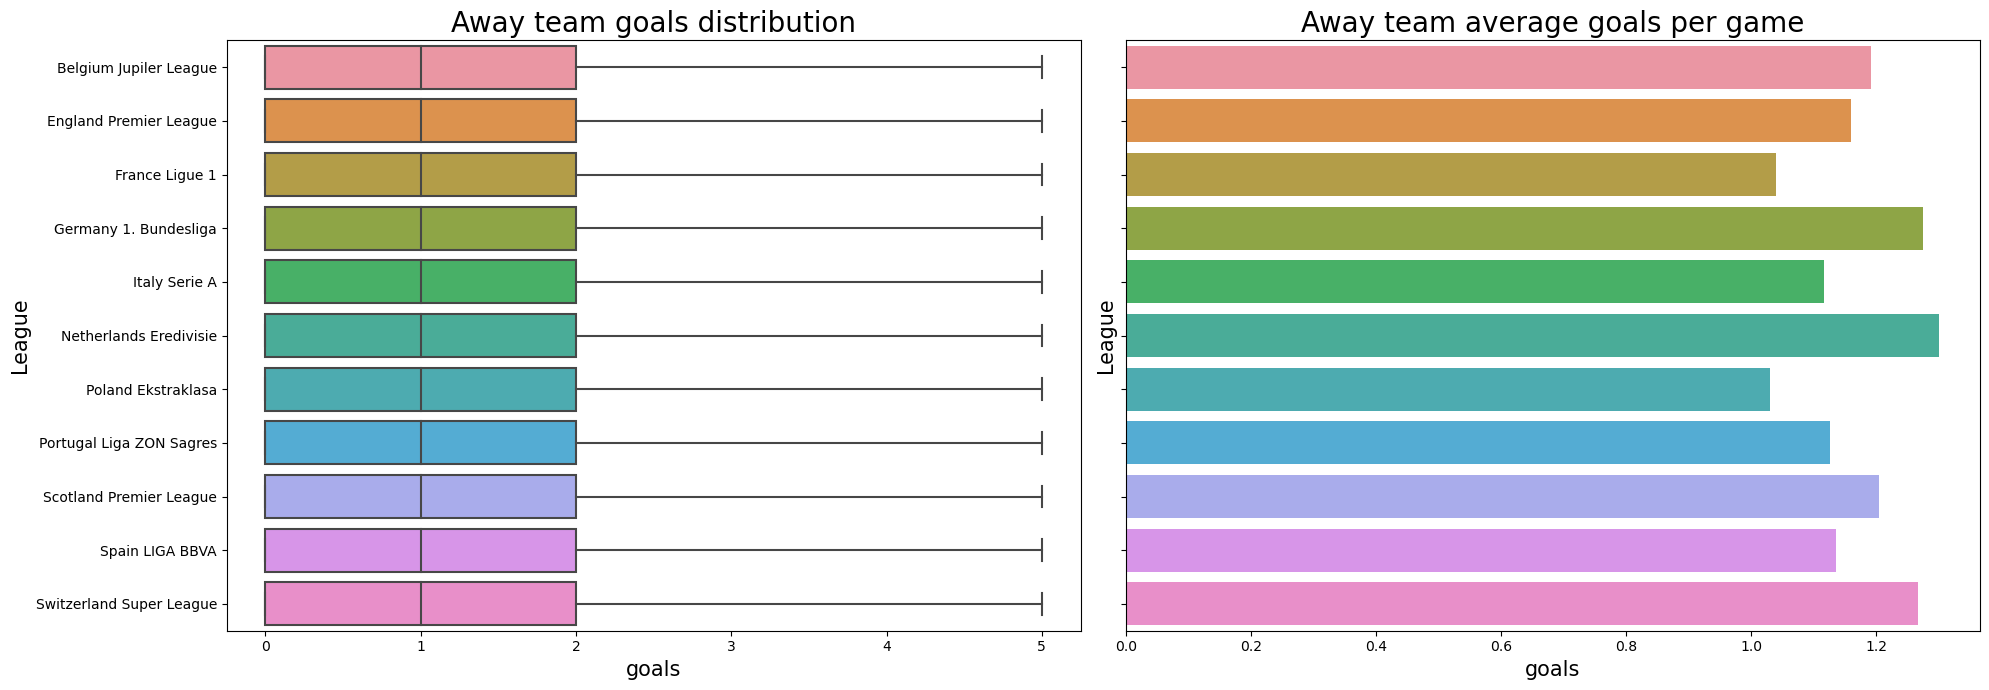 Away team goals distribution
Belgium Jupiler League
England Premier League
France Ligue 1
Germany 1. Bundesliga
Italy Serie A
Netherlands Eredivisie
Poland Ekstraklasa
Portugal Liga ZON Sagres
Scotland Premier League
Spain LIGA BBVA
Switzerland Super League
League
0 1 2 3 4 5
goals
Away team average goals per game
League
0.0 0.2 0.4 0.6 0.8 1.0 1.2
goals